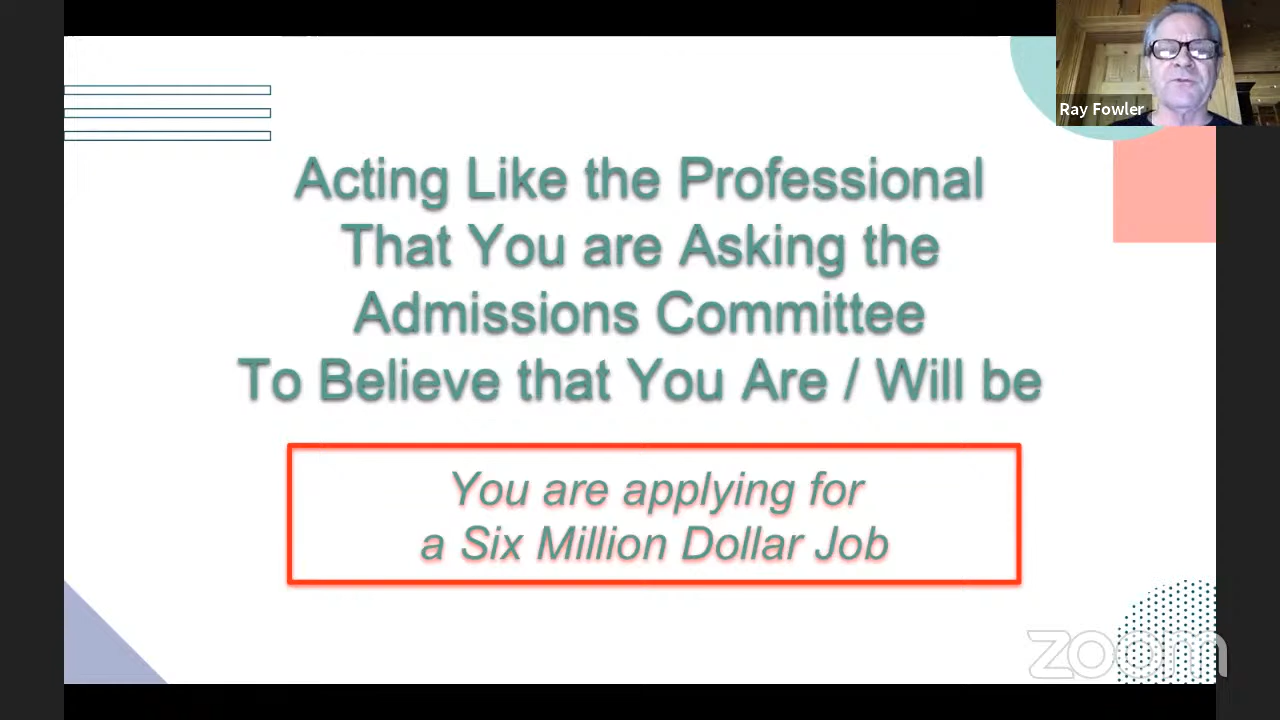 Ray Fowler
Acting Like the Professional
That You are Asking the
Admissions Committee
To Believe that You Are / Will be
You are applying for
a Six Million Dollar Job
zoom